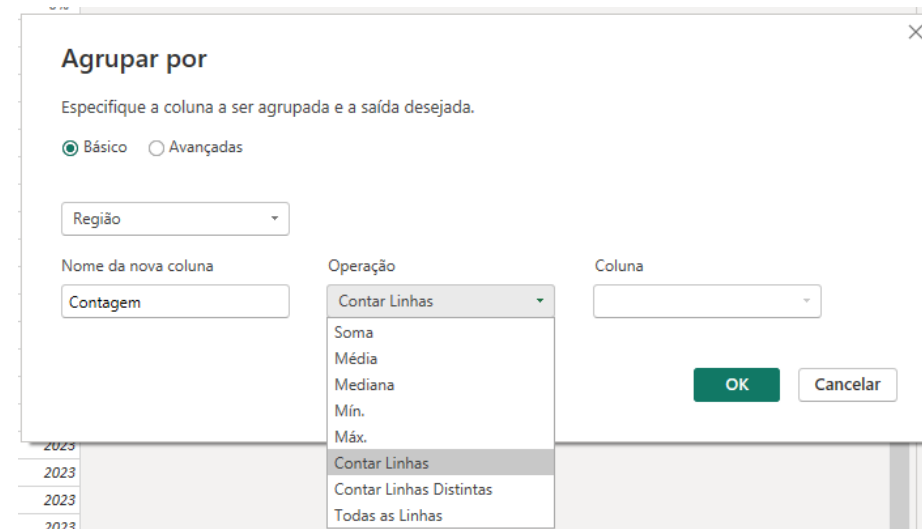 Agrupar por
Especifique a coluna a ser agrupada e a saída desejada.
Básico Avançadas
Região
Nome da nova coluna Operação Coluna
Contagem Contar Linhas
Soma
Média
Mediana
Mín.
Máx.
Contar Linhas
Contar Linhas Distintas
Todas as Linhas
OK Cancelar
2023
2023
2023
2023